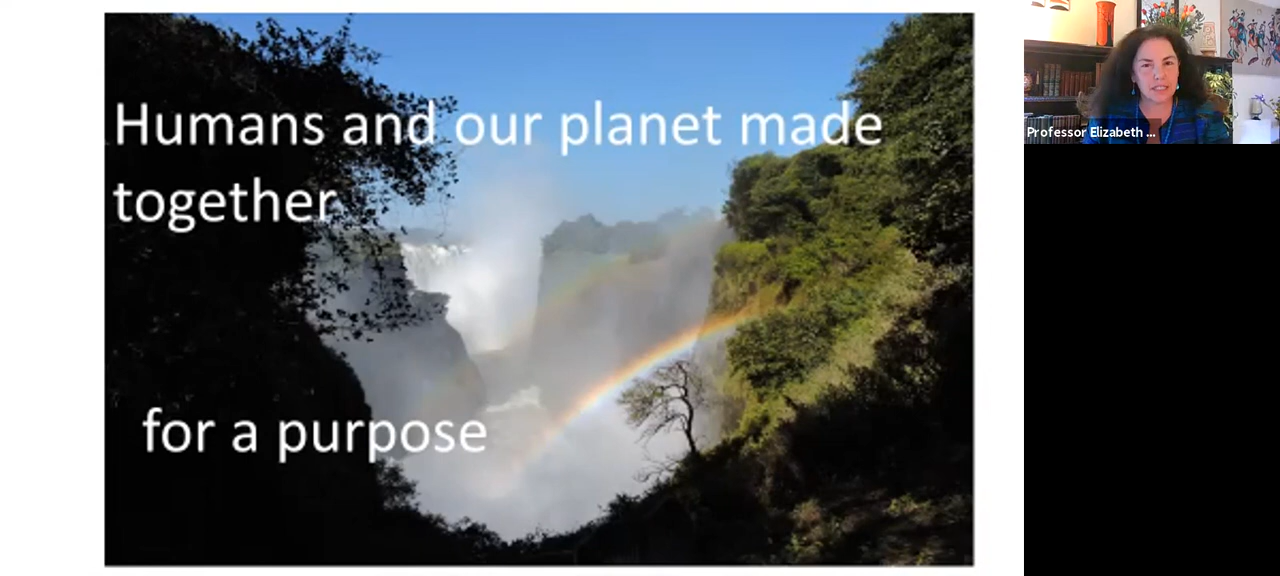 Humans and our planet made
together
for a purpose
Professor Elizabeth ...